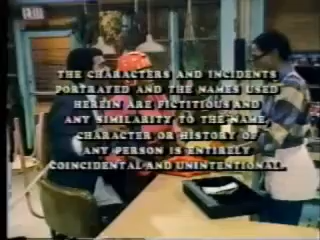 EXIT
THE CHARACTERS AND INCIDENTS
PORTRAYED AND THE NAMES USED
HEREIN ARE FICTITIOUS AND
ANY SIMILARITY TO THE NAME,
CHARACTER OR HISTORY OF
ANY PERSON IS ENTIRELY
COINCIDENTAL AND UNINTENTIONAL.